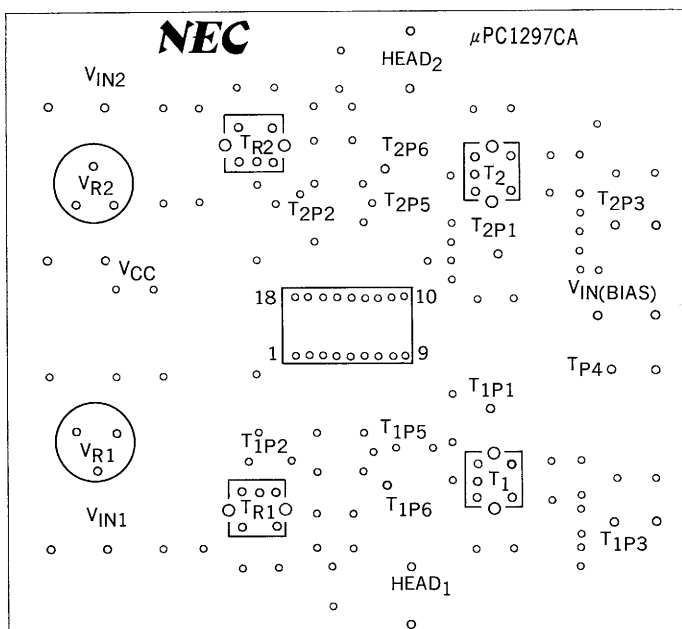 NEC
μPC1297CA
HEAD2
VIN2
TR2
T2P6
T2
VR2
T2P2
T2P5
T2P1
T2P3
VCC
VIN(BIAS)
18
10
1
9
TP4
T1P1
T1P2
T1P5
VR1
T1
TR1
T1P6
VIN1
T1P3
HEAD1